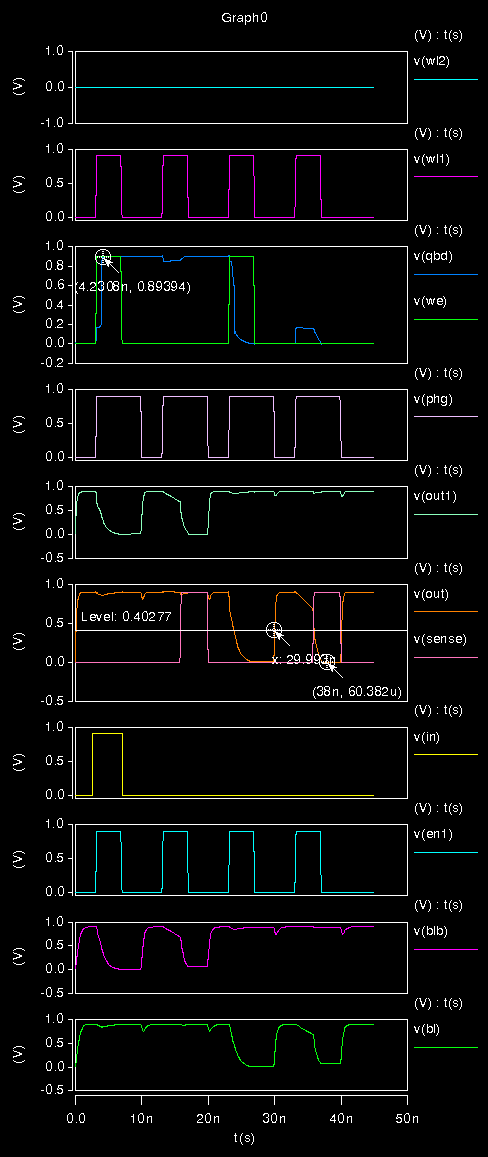 Graph0
(V) : t(s)
1.0
(V)
0.0
-1.0
v(wl2)
(V) : t(s)
1.0
(V)
0.5
0.0
v(wl1)
(V) : t(s)
1.0
0.8
0.6
(V)
0.4
0.2
0.0
-0.2
(4.2308n, 0.89394)
v(qbd)
v(we)
(V) : t(s)
1.0
(V)
0.5
0.0
v(phg)
(V) : t(s)
1.0
0.5
(V)
0.0
-0.5
v(out1)
(V) : t(s)
1.0
0.5
(V)
0.0
-0.5
Level: 0.40277
x: 29.993n
(38n, 60.382u)
v(out)
v(sense)
(V) : t(s)
1.0
(V)
0.5
0.0
v(in)
(V) : t(s)
1.0
(V)
0.5
0.0
v(en1)
(V) : t(s)
1.0
0.5
(V)
0.0
-0.5
v(blb)
(V) : t(s)
1.0
0.5
(V)
0.0
-0.5
v(bl)
0.0 10n 20n 30n 40n 50n
t(s)